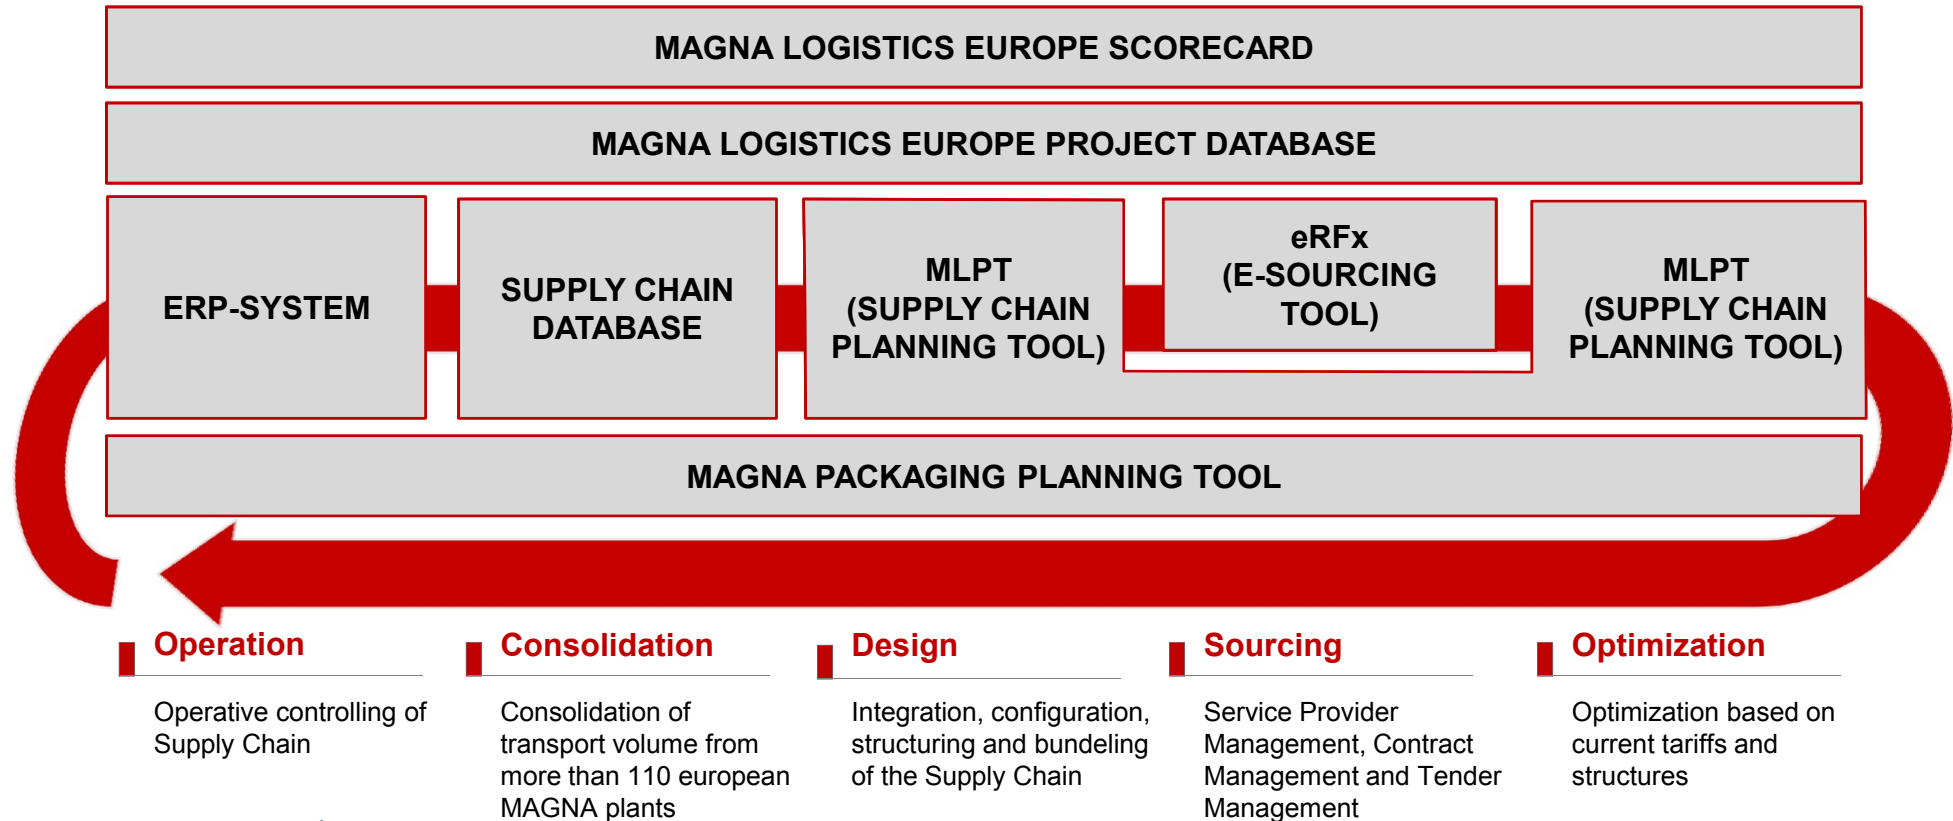 MAGNA LOGISTICS EUROPE SCORECARD
MAGNA LOGISTICS EUROPE PROJECT DATABASE
ERP-SYSTEM
SUPPLY CHAIN
DATABASE
MLPT
(SUPPLY CHAIN
PLANNING TOOL)
eRFx
(E-SOURCING
TOOL)
MLPT
(SUPPLY CHAIN
PLANNING TOOL)
MAGNA PACKAGING PLANNING TOOL
Operation
Operative controlling of
Supply Chain
Consolidation
Consolidation of
transport volume from
more than 110 european
MAGNA plants
Design
Integration, configuration,
structuring and bundeling
of the Supply Chain
Sourcing
Service Provider
Management, Contract
Management and Tender
Management
Optimization
Optimization based on
current tariffs and
structures